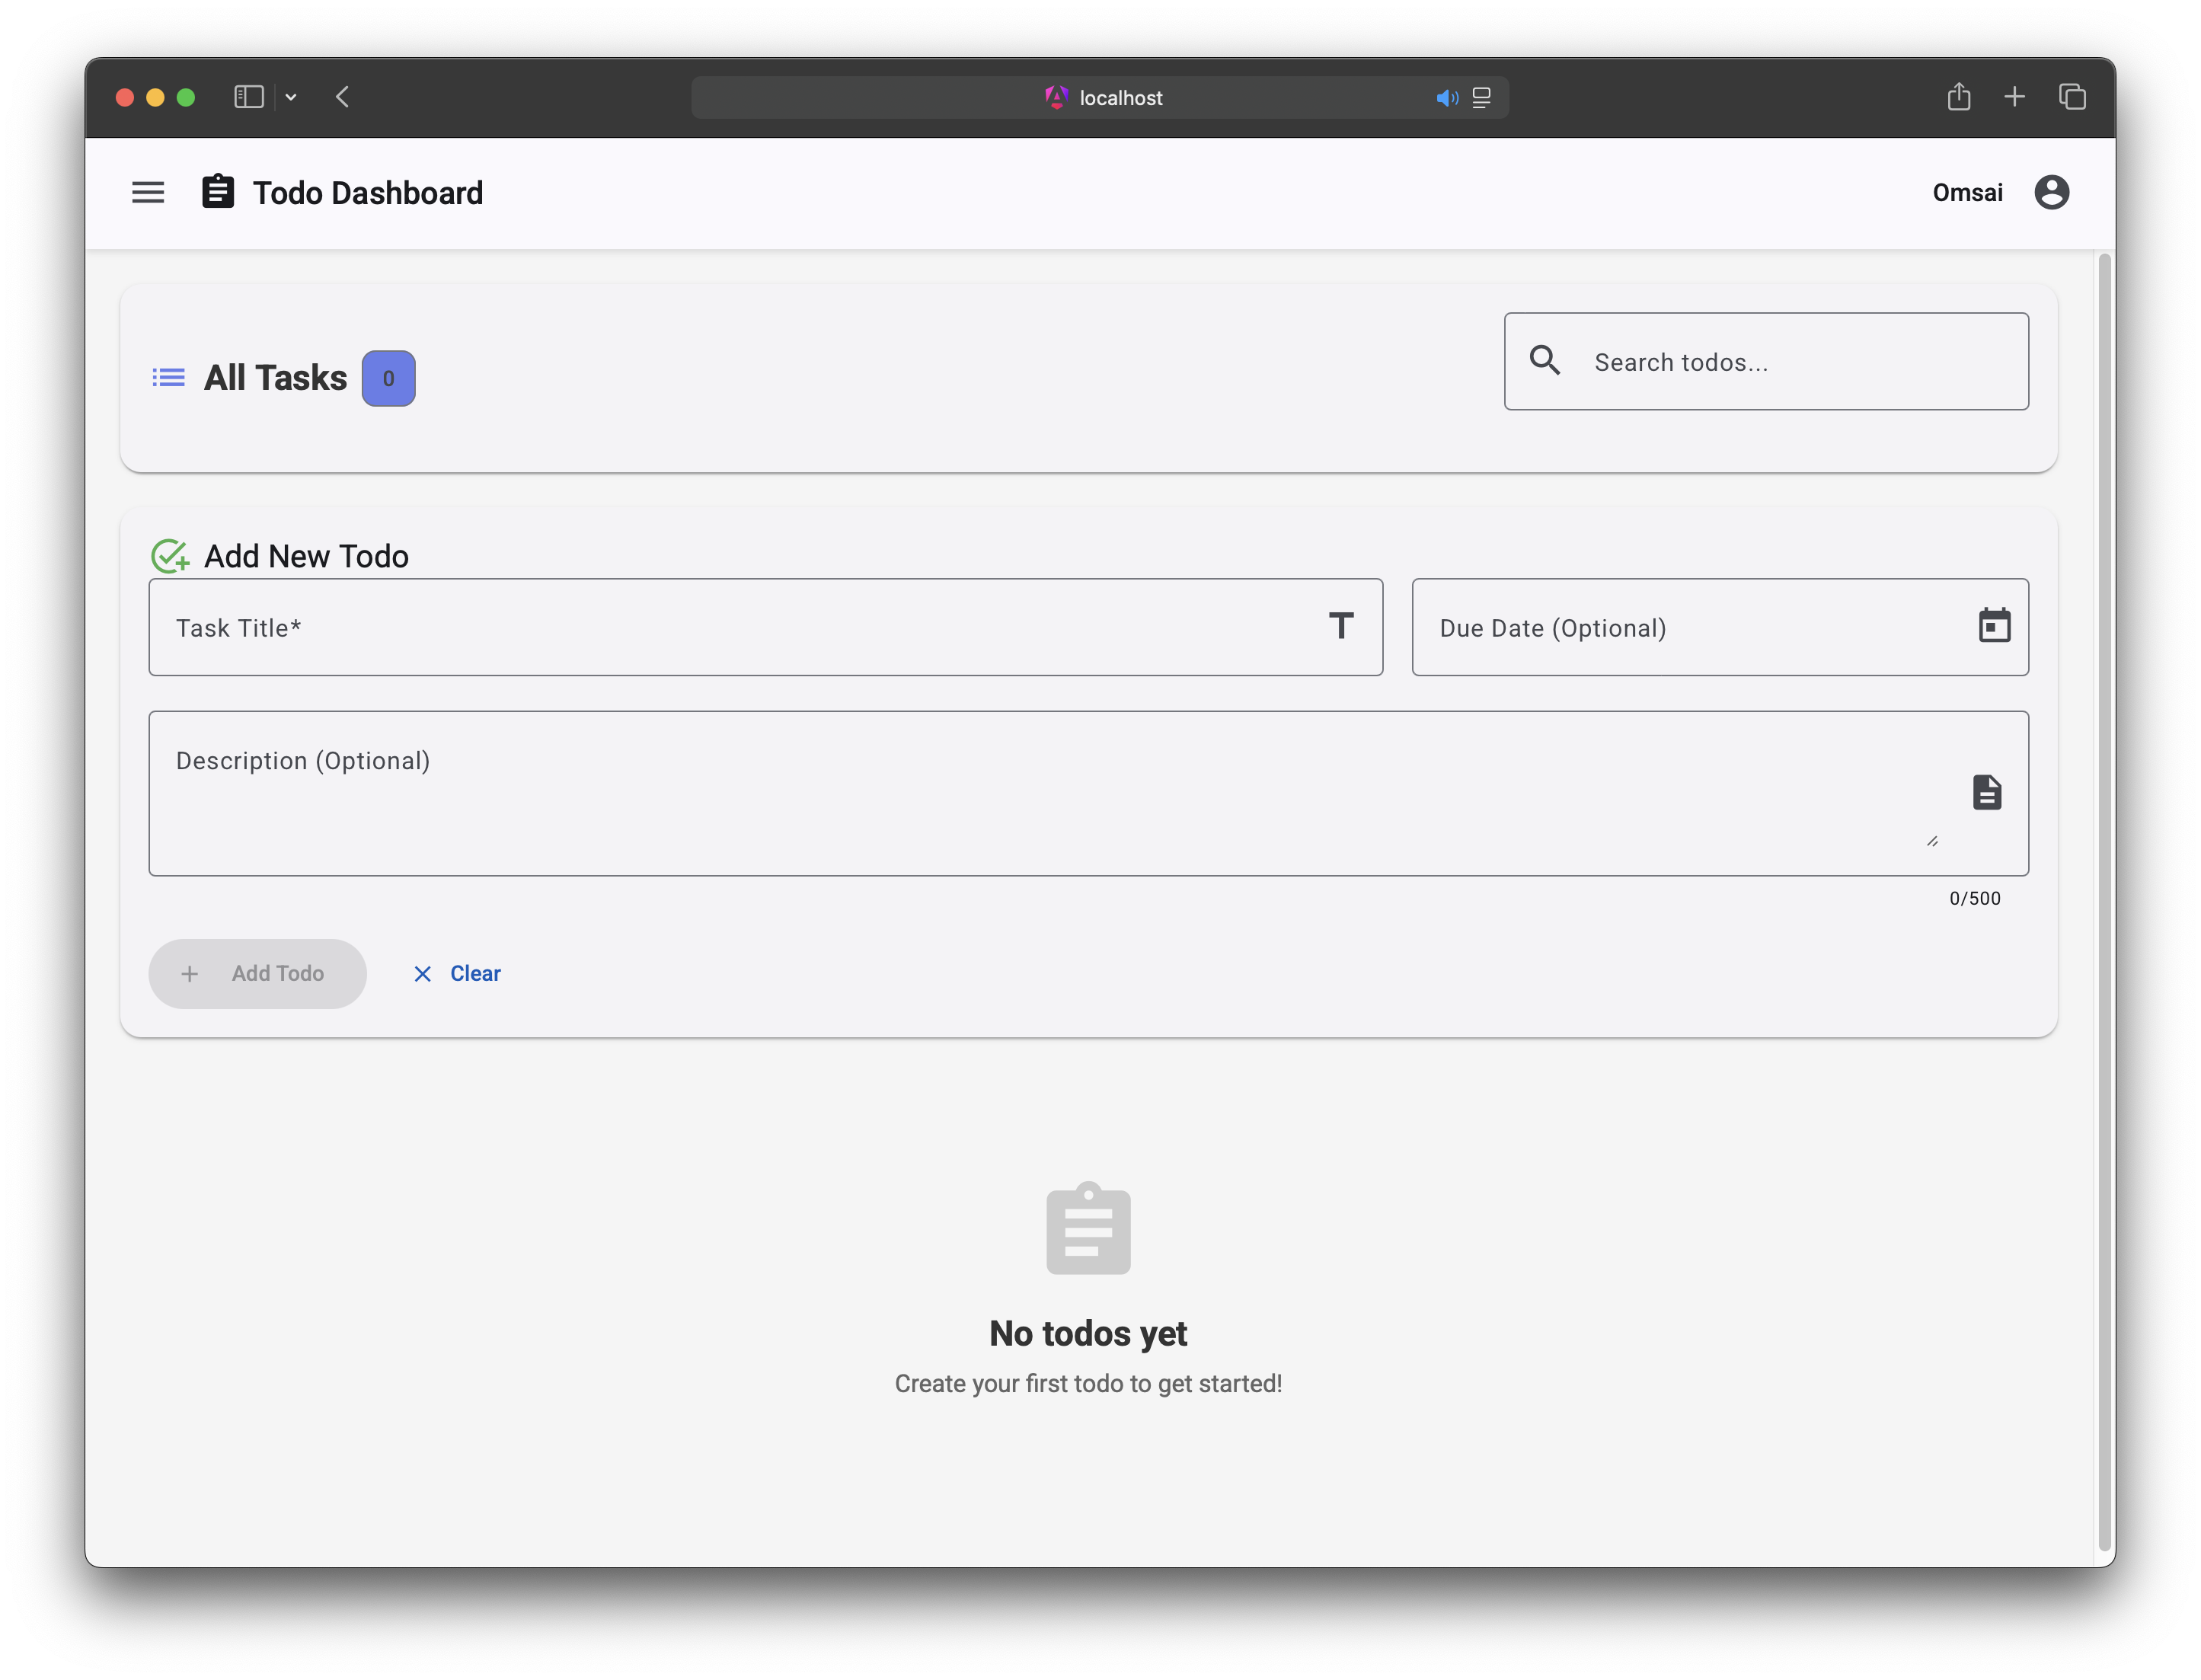 localhost
Todo Dashboard
Omsai
All Tasks 0
Search todos...
Add New Todo
Task Title*
Due Date (Optional)
Description (Optional)
0/500
Add Todo
Clear
No todos yet
Create your first todo to get started!